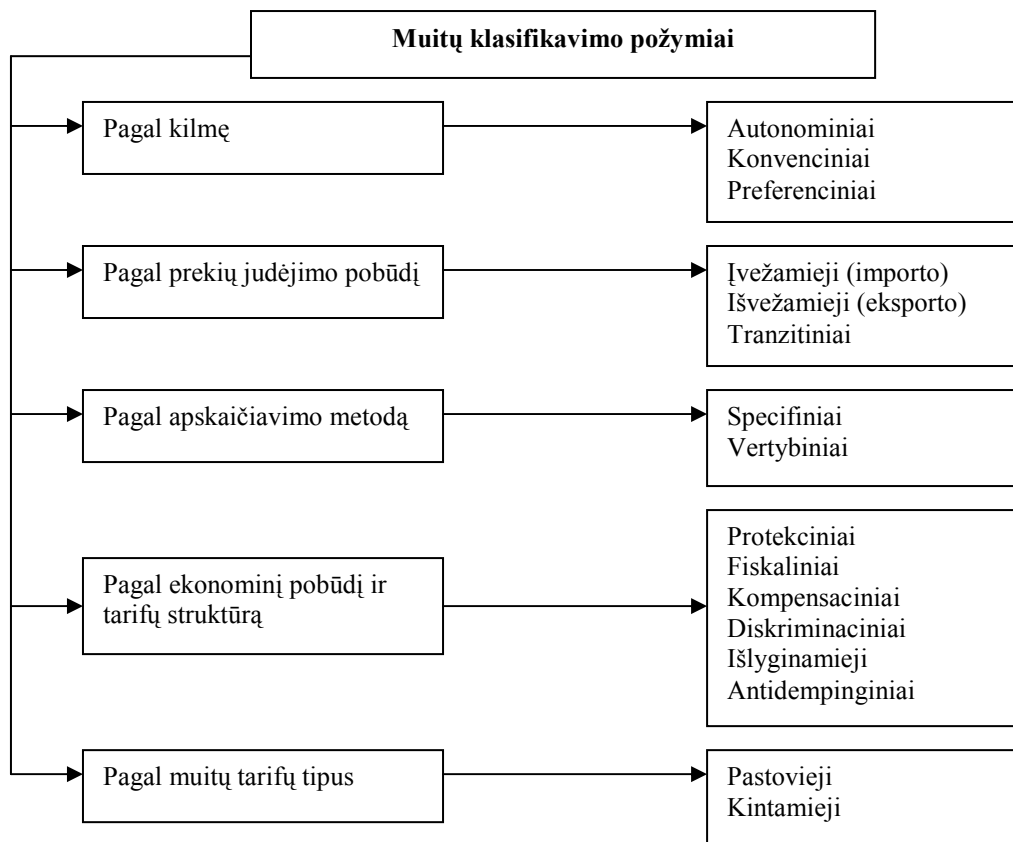 Muitų klasifikavimo požymiai
Pagal kilmę
Autonominiai
Konvenciniai
Preferenciniai
Pagal prekių judėjimo pobūdį
Įvežamieji (importo)
Išvežamieji (eksporto)
Tranzitiniai
Pagal apskaičiavimo metodą
Specifiniai
Vertybiniai
Pagal ekonominį pobūdį ir
tarifų struktūrą
Protekciniai
Fiskaliniai
Kompensaciniai
Diskriminaciniai
Išlyginamieji
Antidempinginiai
Pagal muitų tarifų tipus
Pastovieji
Kintamieji